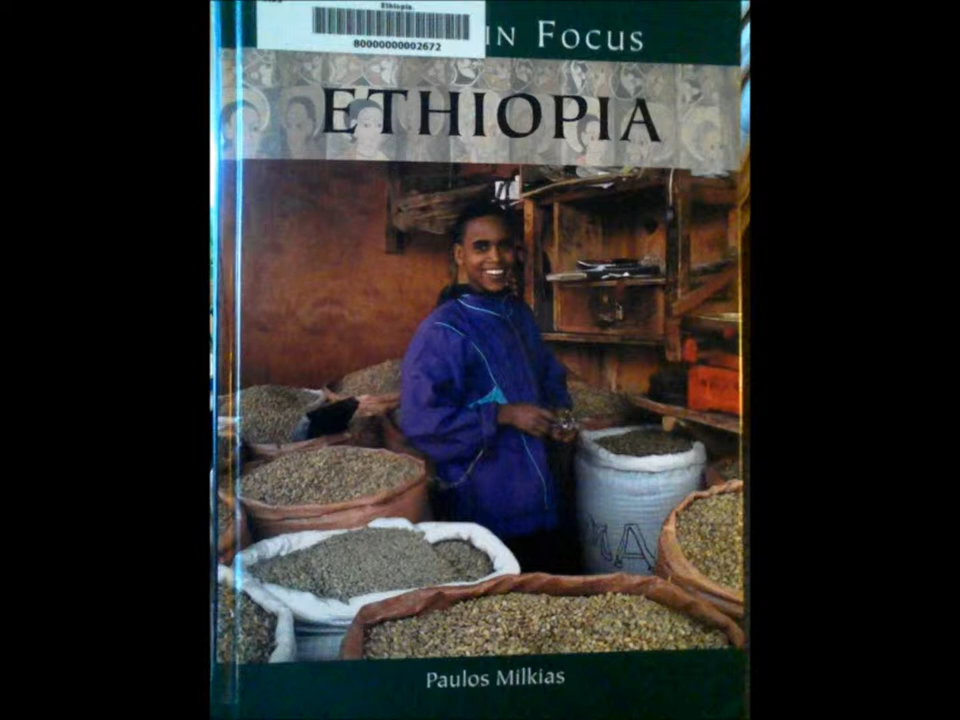 Ethiopia.
80000000002672
IN FOCUS
ETHIOPIA
Paulos Milkias